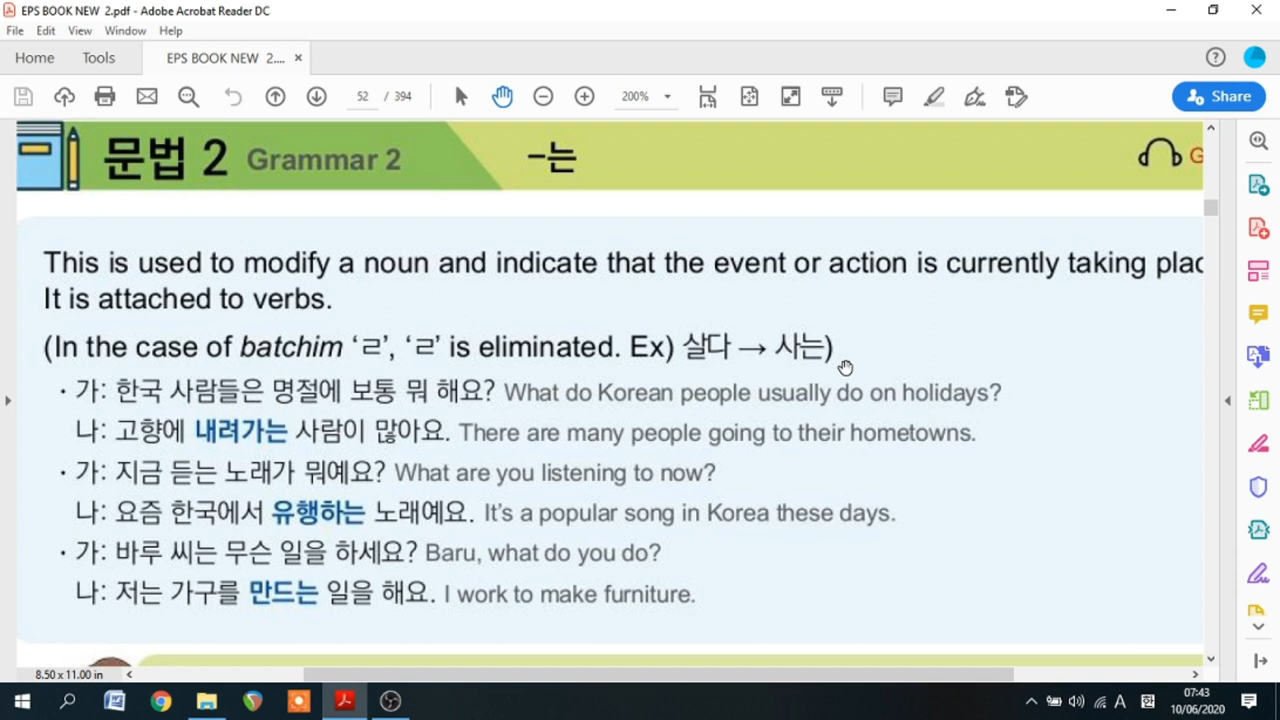 EPS BOOK NEW 2.pdf - Adobe Acrobat Reader DC
File Edit View Window Help
Home Tools EPS BOOK NEW 2.... ×
52 / 394 200% Share
문법 2 Grammar 2 -는 G
This is used to modify a noun and indicate that the event or action is currently taking plac
It is attached to verbs.
(In the case of batchim ‘ㄹ’, ‘ㄹ’ is eliminated. Ex) 살다 → 사는)
· 가: 한국 사람들은 명절에 보통 뭐 해요? What do Korean people usually do on holidays?
나: 고향에 내려가는 사람이 많아요. There are many people going to their hometowns.
· 가: 지금 듣는 노래가 뭐예요? What are you listening to now?
나: 요즘 한국에서 유행하는 노래예요. It's a popular song in Korea these days.
· 가: 바루 씨는 무슨 일을 하세요? Baru, what do you do?
나: 저는 가구를 만드는 일을 해요. I work to make furniture.
8.50 x 11.00 in
A 한 07:43
10/06/2020